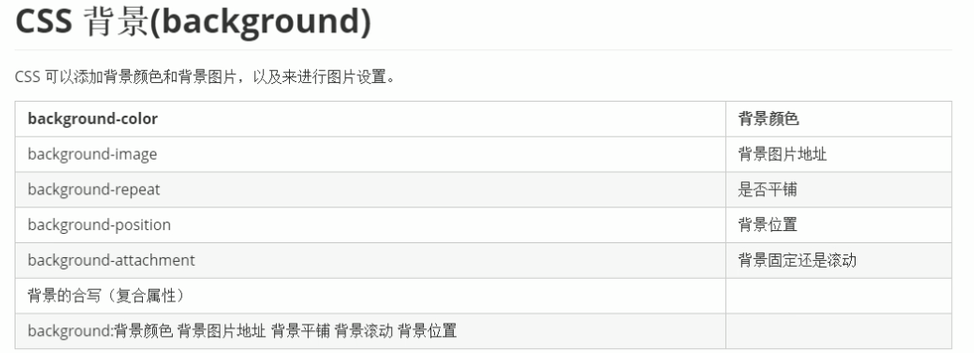 CSS 背景(background)
CSS 可以添加背景颜色和背景图片，以及来进行图片设置。
background-color 背景颜色
background-image 背景图片地址
background-repeat 是否平铺
background-position 背景位置
background-attachment 背景固定还是滚动
背景的合写（复合属性）
background:背景颜色 背景图片地址 背景平铺 背景滚动 背景位置